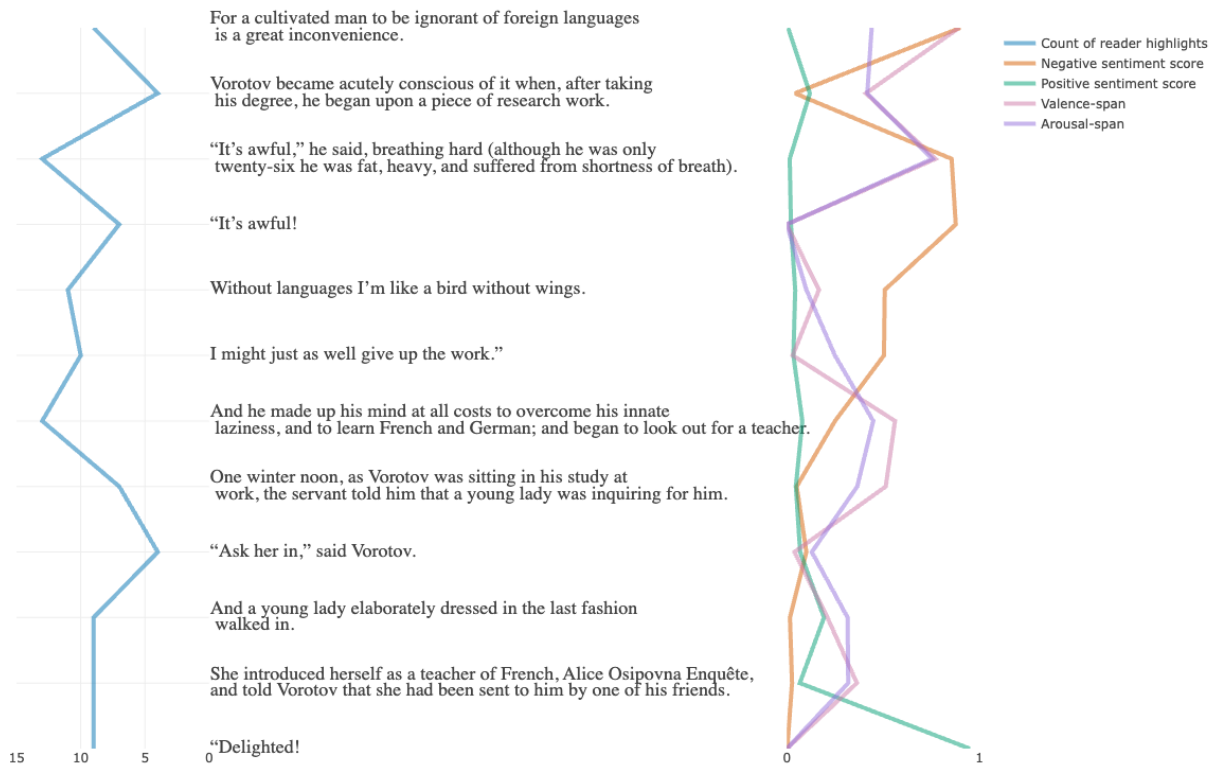 For a cultivated man to be ignorant of foreign languages
is a great inconvenience.
Vorotov became acutely conscious of it when, after taking
his degree, he began upon a piece of research work.
“It’s awful,” he said, breathing hard (although he was only
twenty-six he was fat, heavy, and suffered from shortness of breath).
“It’s awful!
Without languages I’m like a bird without wings.
I might just as well give up the work.”
And he made up his mind at all costs to overcome his innate
laziness, and to learn French and German; and began to look out for a teacher.
One winter noon, as Vorotov was sitting in his study at
work, the servant told him that a young lady was inquiring for him.
“Ask her in,” said Vorotov.
And a young lady elaborately dressed in the last fashion
walked in.
She introduced herself as a teacher of French, Alice Osipovna Enquête,
and told Vorotov that she had been sent to him by one of his friends.
“Delighted!
15 10 5 0 0 1
Count of reader highlights
Negative sentiment score
Positive sentiment score
Valence-span
Arousal-span